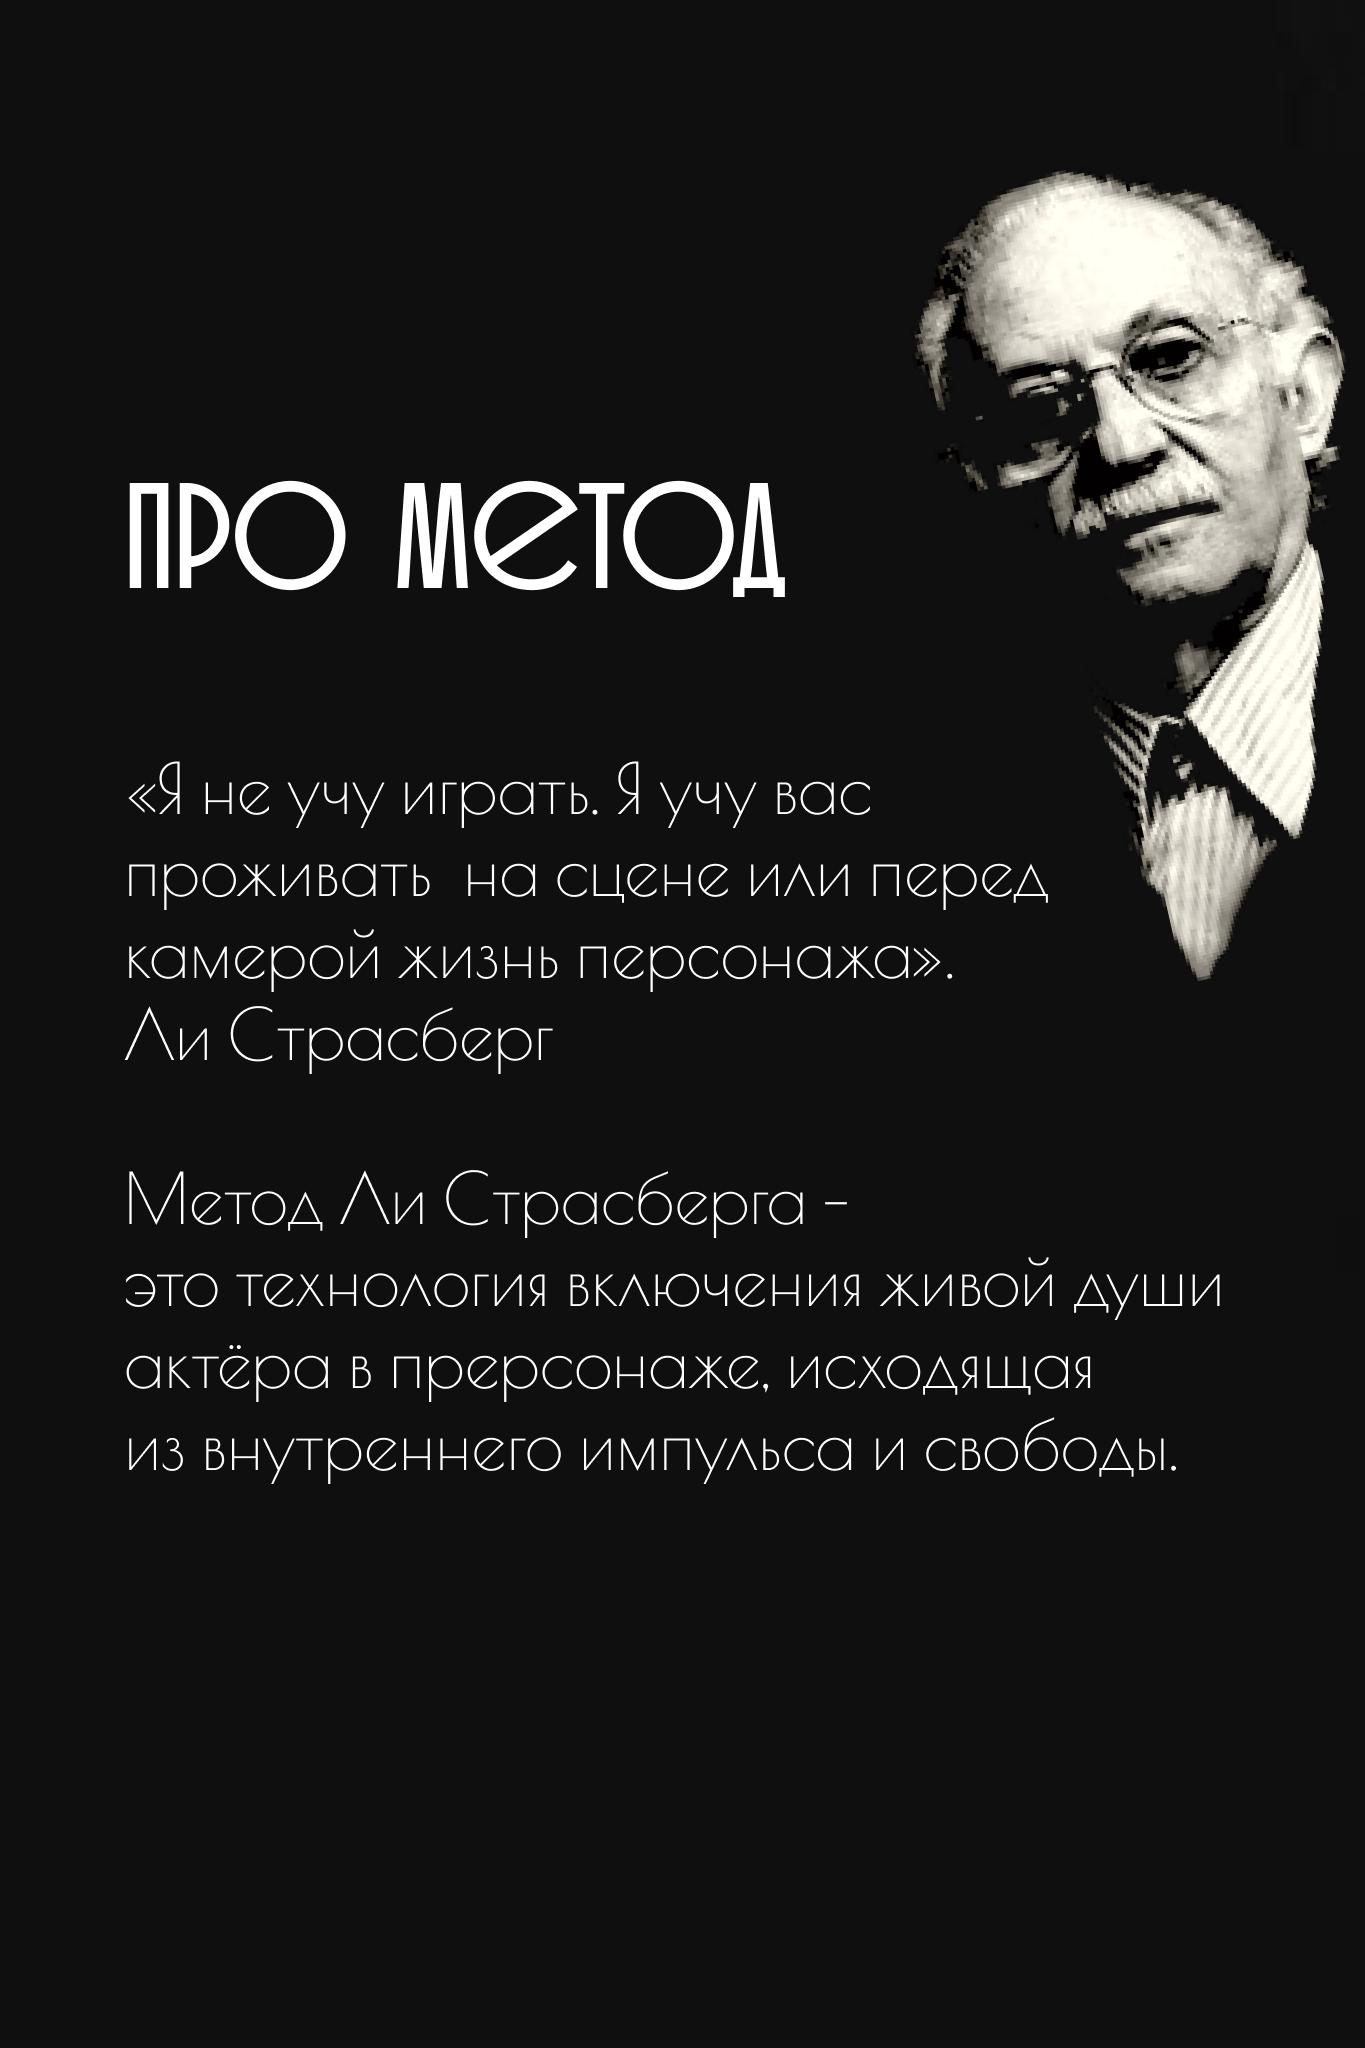 ПРО МЕТОД
«Я не учу играть. Я учу вас
проживать на сцене или перед
камерой жизнь персонажа».
Ли Страсберг
Метод Ли Страсберга –
это технология включения живой души
актёра в прерсонаже, исходящая
из внутреннего импульса и свободы.